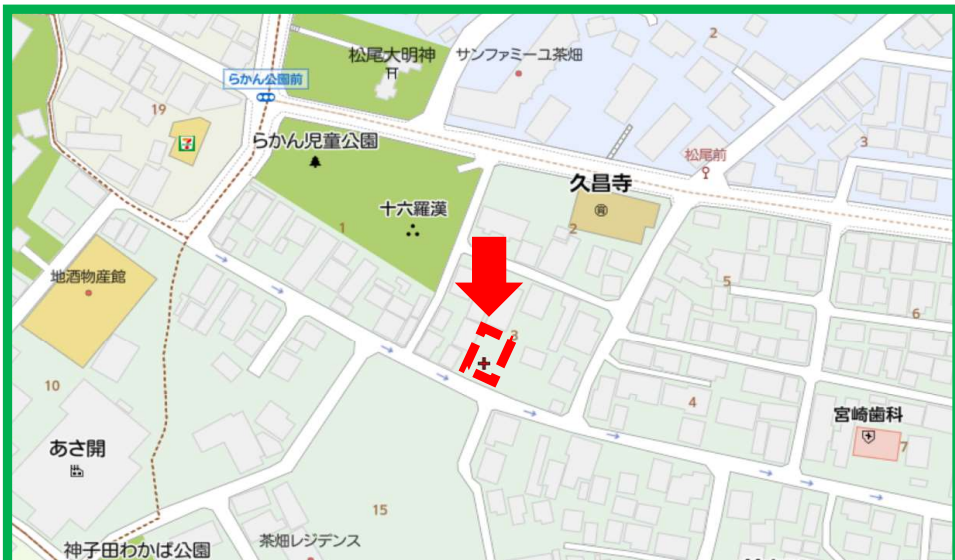 2
松尾大明神
サンファミーユ茶畑
らかん公園前
19
7
らかん児童公園
松尾前
3
久昌寺
十六羅漢
1
2
地酒物産館
5
6
3
10
4
宮崎歯科
7
あさ開
15
茶畑レジデンス
神子田わかば公園